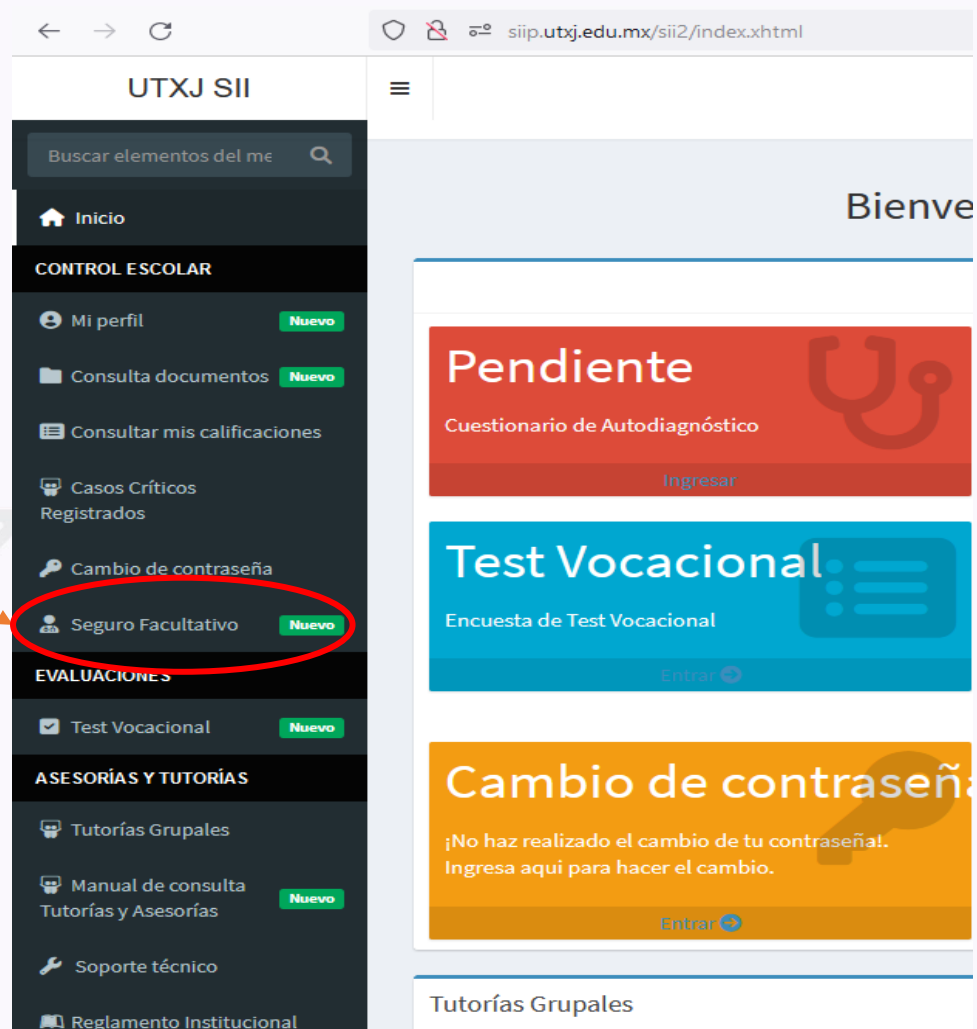 siip.utxj.edu.mx/sii2/index.xhtml
UTXJ SII
Buscar elementos del me
Inicio
CONTROL ESCOLAR
Mi perfil Nuevo
Consulta documentos Nuevo
Consultar mis calificaciones
Casos Críticos
Registrados
Cambio de contraseña
Seguro Facultativo Nuevo
EVALUACIONES
Test Vocacional Nuevo
ASESORÍAS Y TUTORÍAS
Tutorías Grupales
Manual de consulta
Tutorías y Asesorías Nuevo
Soporte técnico
Reglamento Institucional
Bienve
Pendiente
Cuestionario de Autodiagnóstico
Ingresar
Test Vocacional
Encuesta de Test Vocacional
Entrar
Cambio de contraseña
¡No haz realizado el cambio de tu contraseña!.
Ingresa aqui para hacer el cambio.
Entrar
Tutorías Grupales